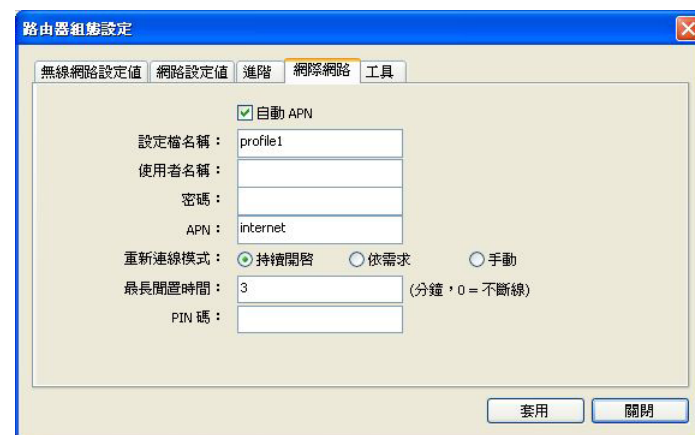 路由器組態設定
無線網路設定值 網路設定值 進階 網際網路 工具
自動 APN
設定檔名稱： profile1
使用者名稱：
密碼：
APN： internet
重新連線模式： 持續開啓 依需求 手動
最長閒置時間： 3 (分鐘，0 = 不斷線)
PIN 碼：
套用 關閉